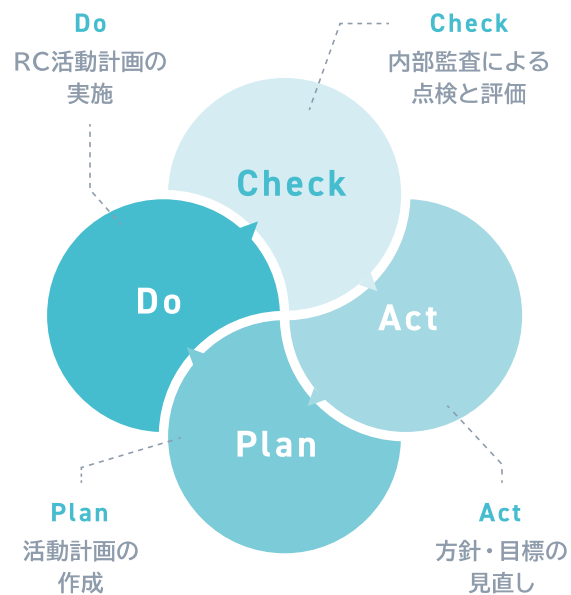 Do
RC活動計画の
実施
Check
内部監査による
点検と評価
Check
Do
Act
Plan
Plan
活動計画の
作成
Act
方針・目標の
見直し